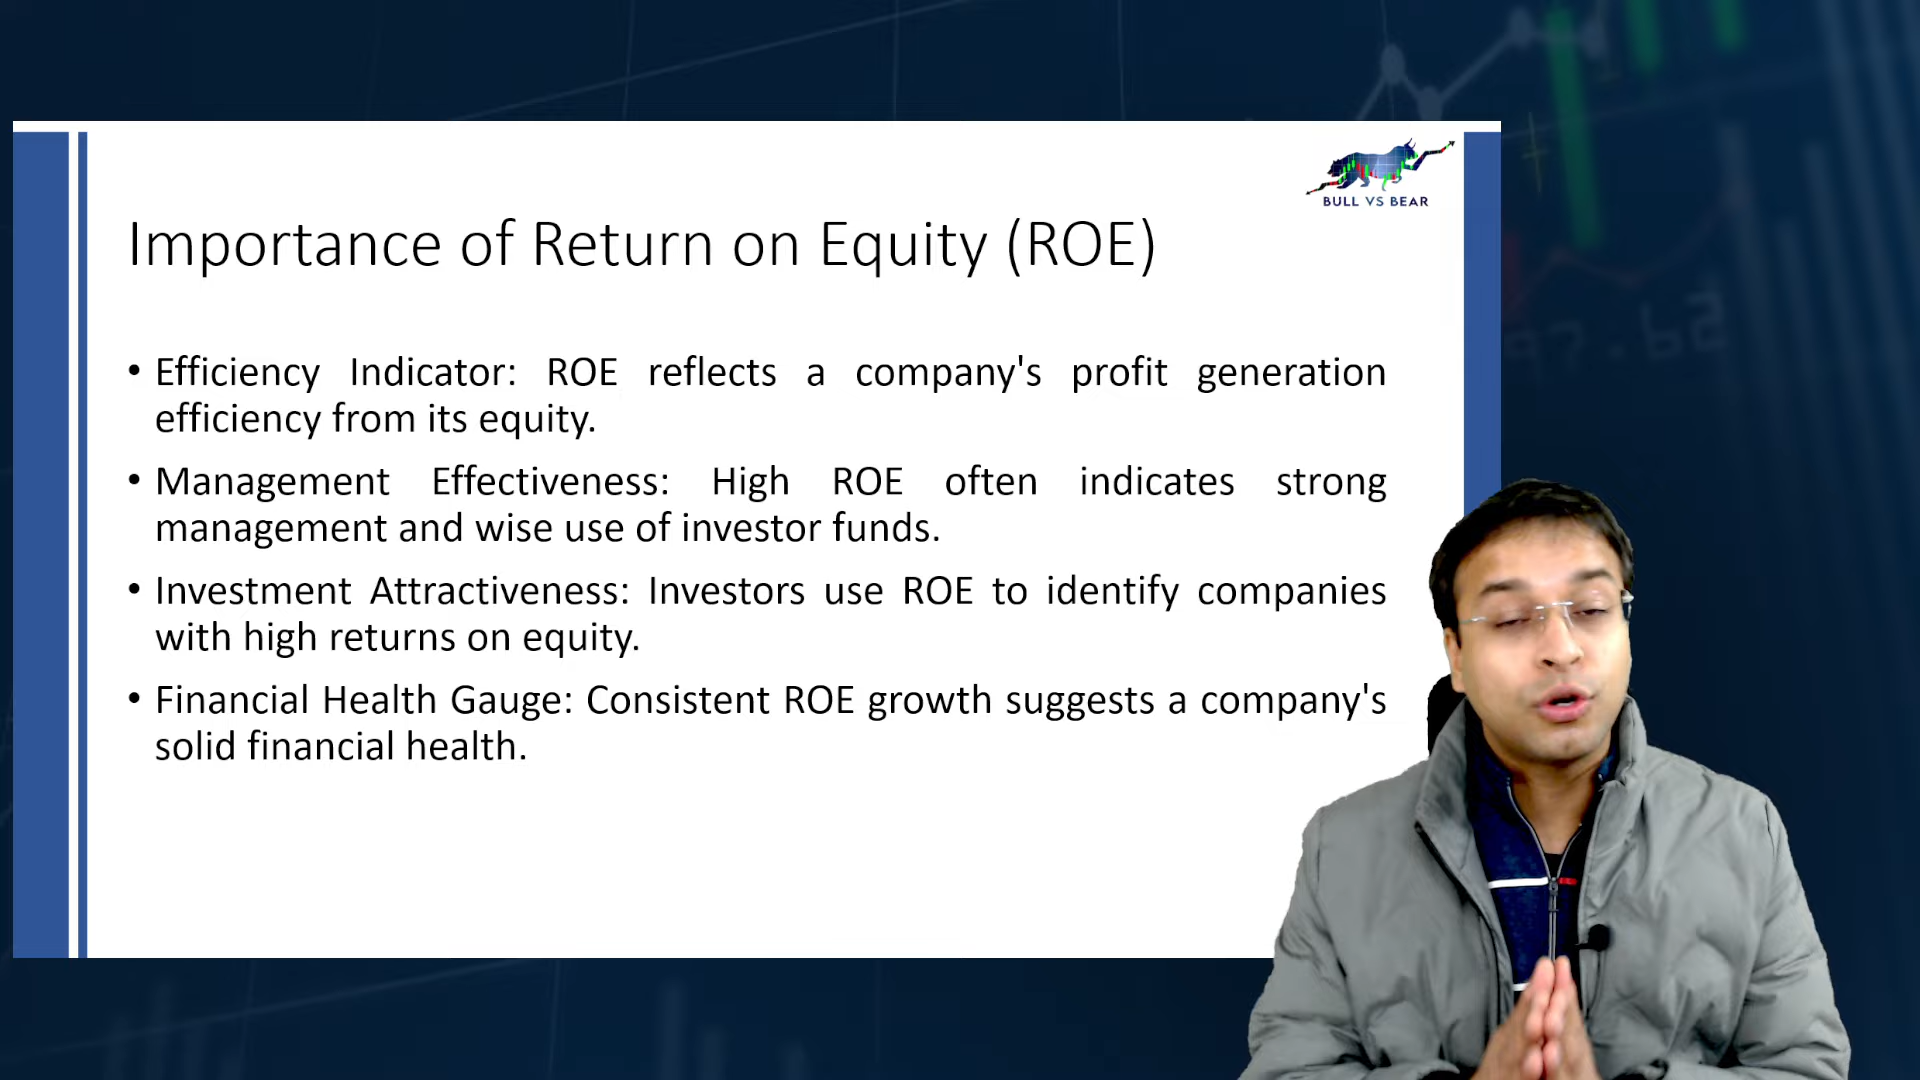 BULL VS BEAR
Importance of Return on Equity (ROE)
• Efficiency Indicator: ROE reflects a company's profit generation
efficiency from its equity.
• Management Effectiveness: High ROE often indicates strong
management and wise use of investor funds.
• Investment Attractiveness: Investors use ROE to identify companies
with high returns on equity.
• Financial Health Gauge: Consistent ROE growth suggests a company's
solid financial health.
97.62